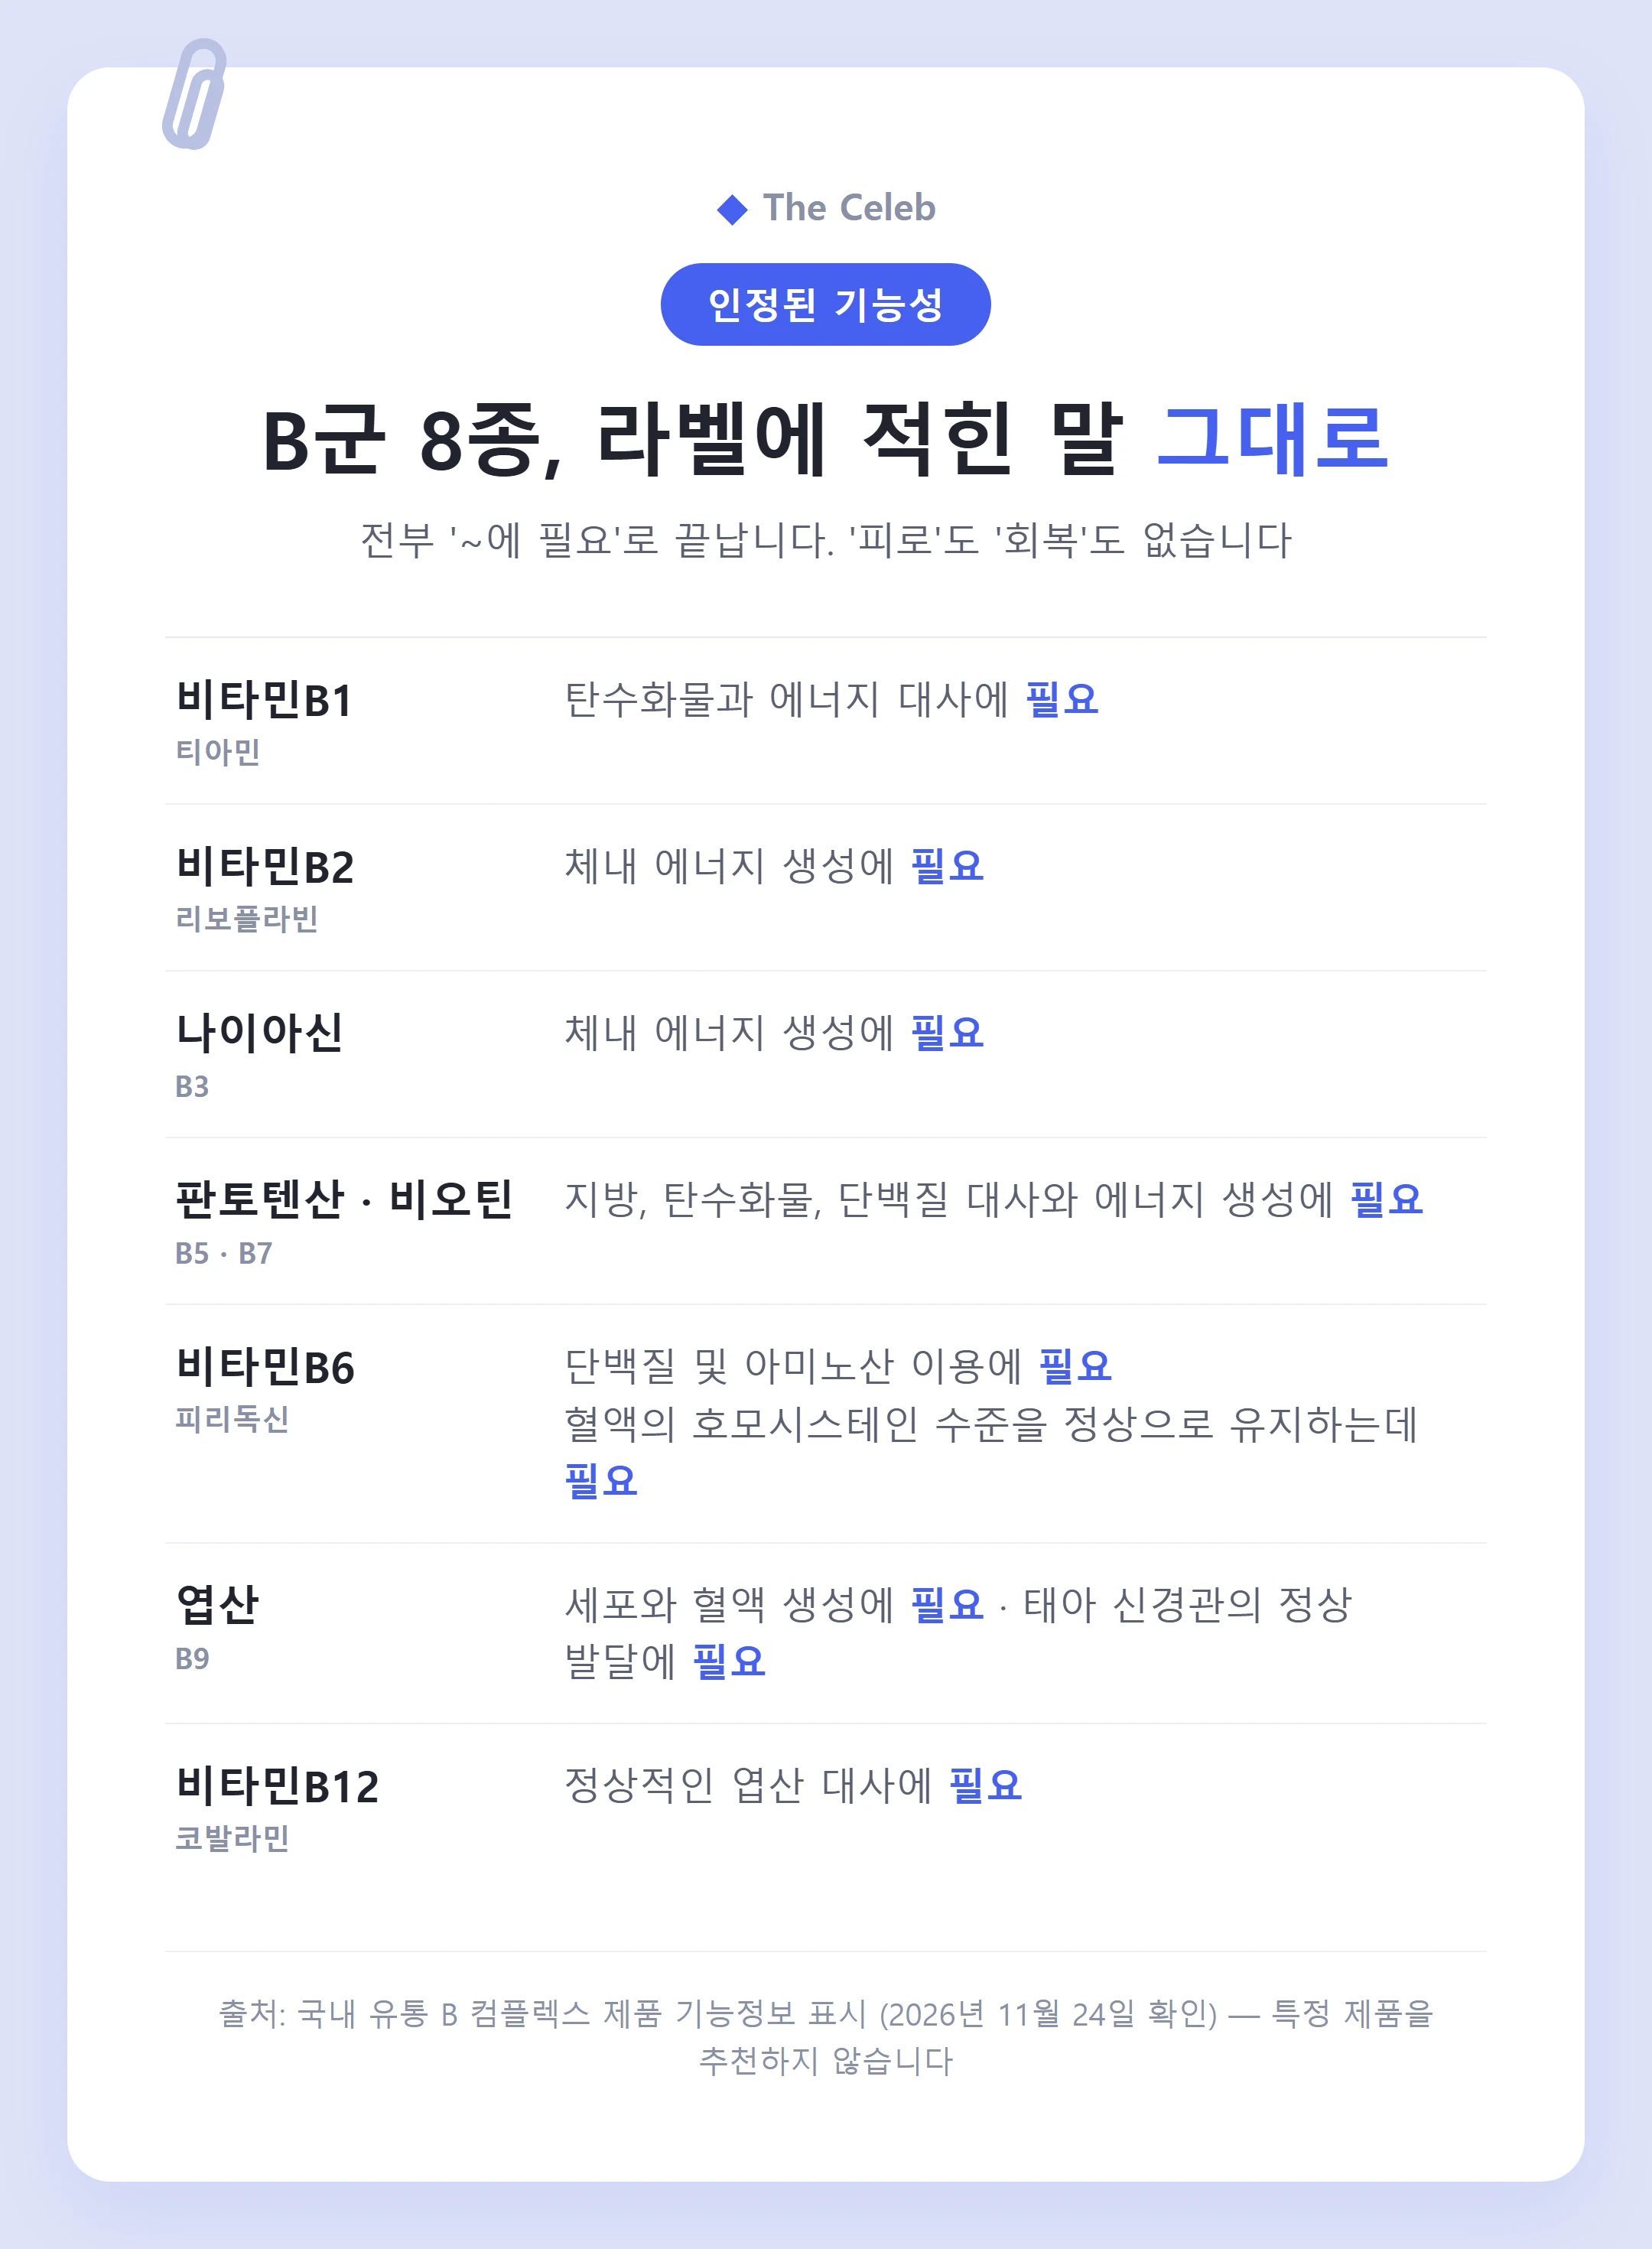 The Celeb
인정된 기능성
B군 8종, 라벨에 적힌 말 그대로
전부 '~에 필요'로 끝납니다. '피로'도 '회복'도 없습니다
비타민B1
탄수화물과 에너지 대사에 필요
티아민
비타민B2
체내 에너지 생성에 필요
리보플라빈
나이아신
체내 에너지 생성에 필요
B3
판토텐산 · 비오틴
지방, 탄수화물, 단백질 대사와 에너지 생성에 필요
B5 · B7
비타민B6
단백질 및 아미노산 이용에 필요
피리독신
혈액의 호모시스테인 수준을 정상으로 유지하는데
필요
엽산
세포와 혈액 생성에 필요 · 태아 신경관의 정상
B9
발달에 필요
비타민B12
정상적인 엽산 대사에 필요
코발라민
출처: 국내 유통 B 컴플렉스 제품 기능정보 표시 (2026년 11월 24일 확인) — 특정 제품을
추천하지 않습니다